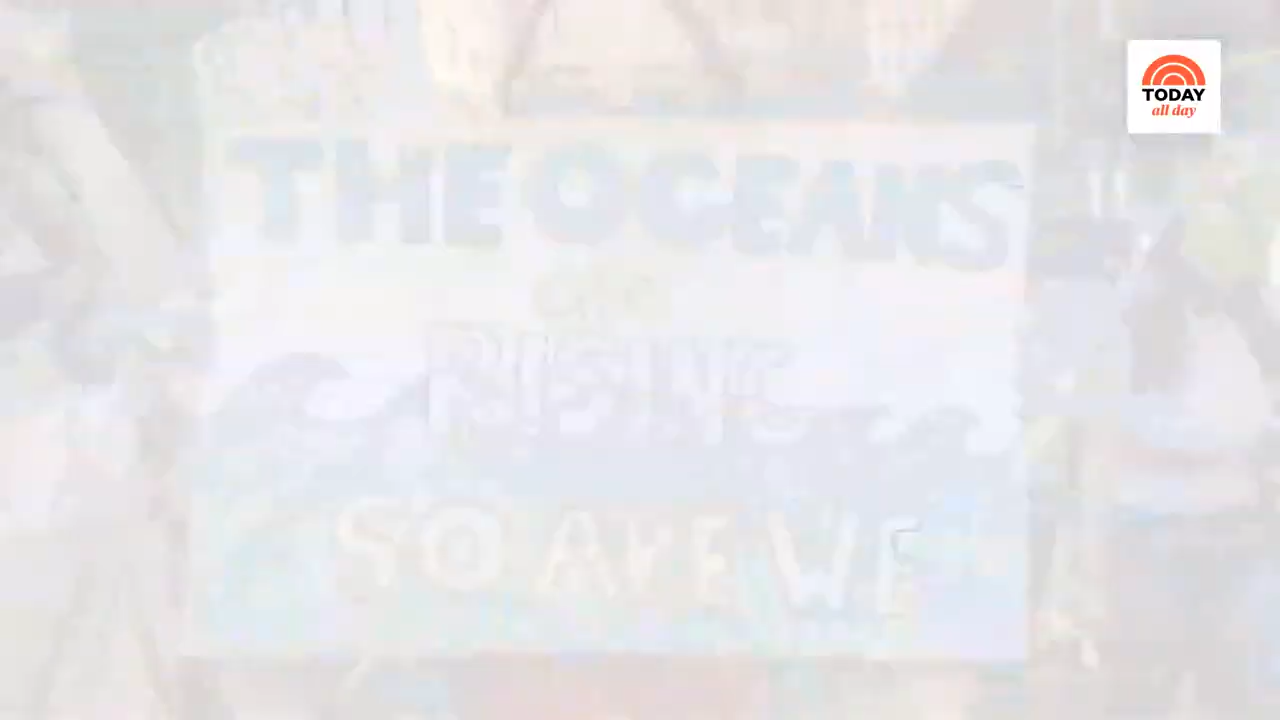 TODAY
all day
THE OCEANS
are
RISING
SO ARE WE